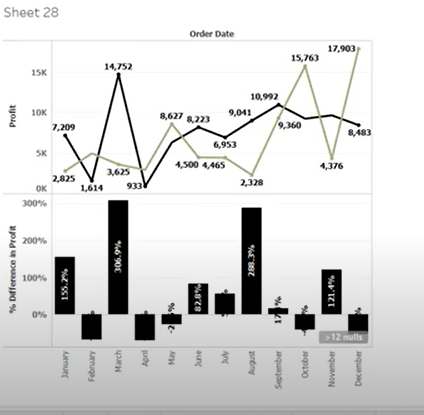 Sheet 28
Order Date
Profit
15K
10K
5K
0K
7,209
2,825
1,614
14,752
3,625
933
8,627
8,223
4,500
4,465
6,953
9,041
2,328
10,992
9,360
15,763
4,376
17,903
8,483
% Difference in Profit
300%
200%
100%
0%
155.2%
306.9%
82.8%
288.3%
121.4%
>12 nulls
January
February
March
April
May
June
July
August
September
October
November
December